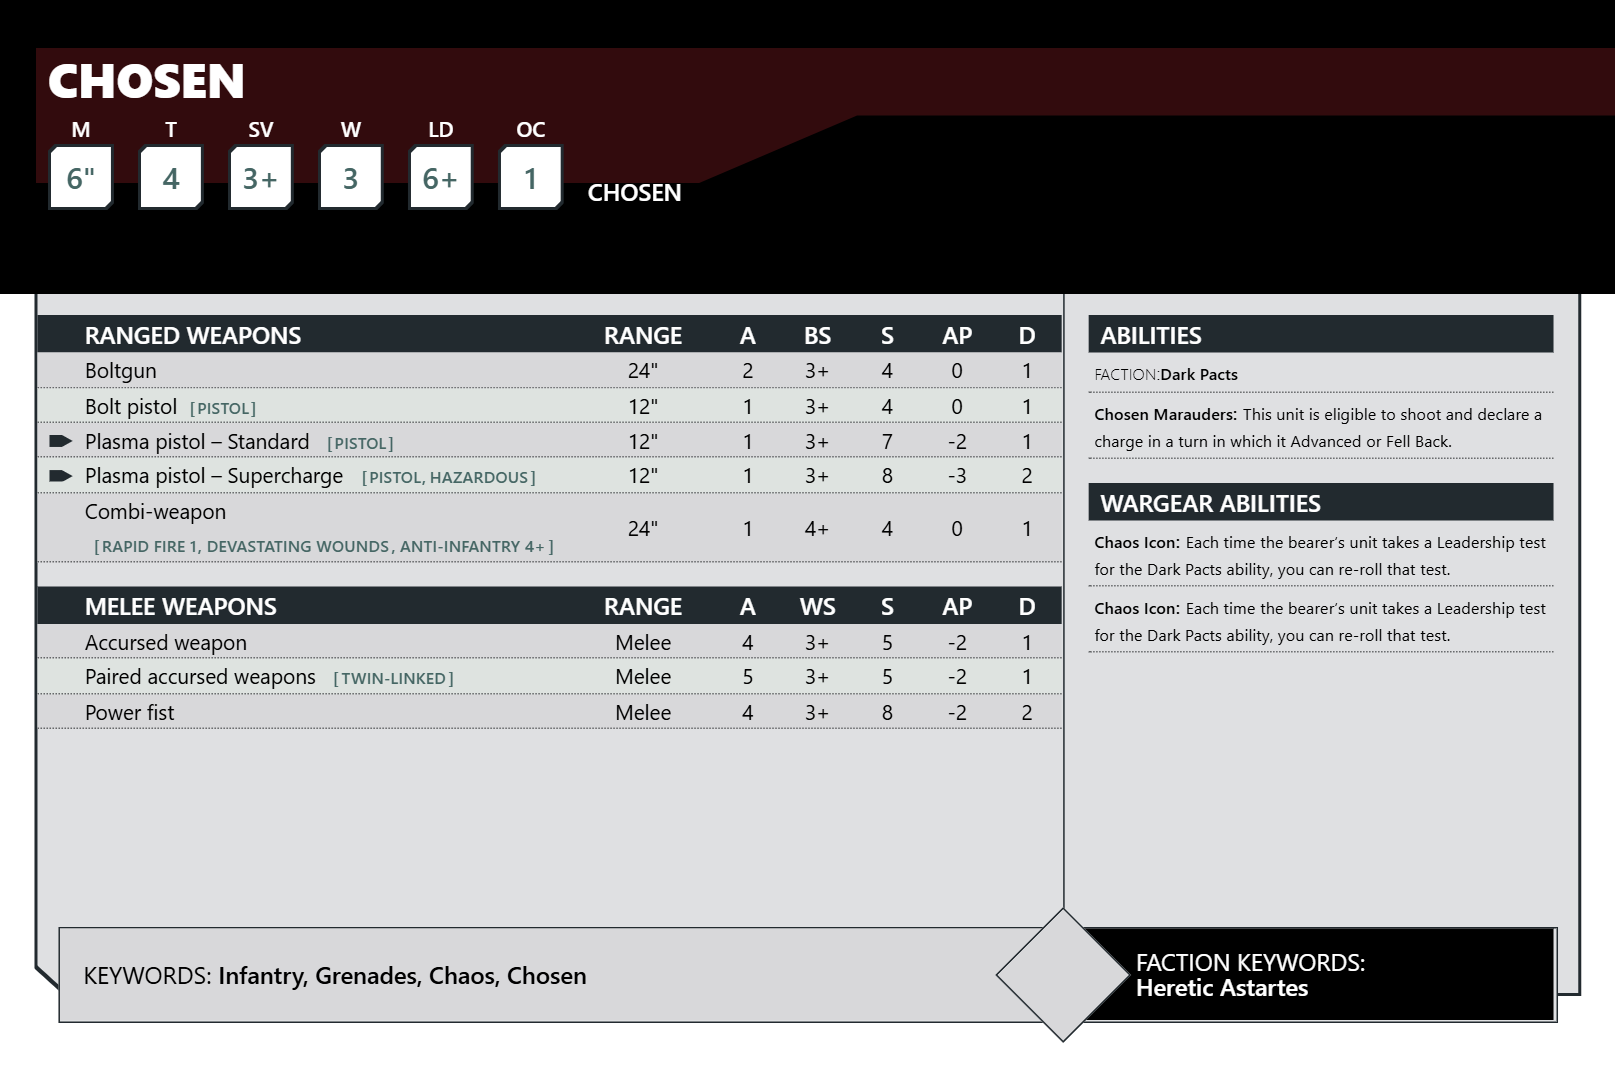 CHOSEN
M T SV W LD OC
6" 4 3+ 3 6+ 1
CHOSEN
RANGED WEAPONS RANGE A BS S AP D
Boltgun 24" 2 3+ 4 0 1
Bolt pistol [PISTOL] 12" 1 3+ 4 0 1
Plasma pistol – Standard [PISTOL] 12" 1 3+ 7 -2 1
Plasma pistol – Supercharge [PISTOL, HAZARDOUS] 12" 1 3+ 8 -3 2
Combi-weapon
24" 1 4+ 4 0 1
[RAPID FIRE 1, DEVASTATING WOUNDS, ANTI-INFANTRY 4+]
MELEE WEAPONS RANGE A WS S AP D
Accursed weapon Melee 4 3+ 5 -2 1
Paired accursed weapons [TWIN-LINKED] Melee 5 3+ 5 -2 1
Power fist Melee 4 3+ 8 -2 2
ABILITIES
FACTION:Dark Pacts
Chosen Marauders: This unit is eligible to shoot and declare a
charge in a turn in which it Advanced or Fell Back.
WARGEAR ABILITIES
Chaos Icon: Each time the bearer's unit takes a Leadership test
for the Dark Pacts ability, you can re-roll that test.
Chaos Icon: Each time the bearer's unit takes a Leadership test
for the Dark Pacts ability, you can re-roll that test.
KEYWORDS: Infantry, Grenades, Chaos, Chosen
FACTION KEYWORDS:
Heretic Astartes